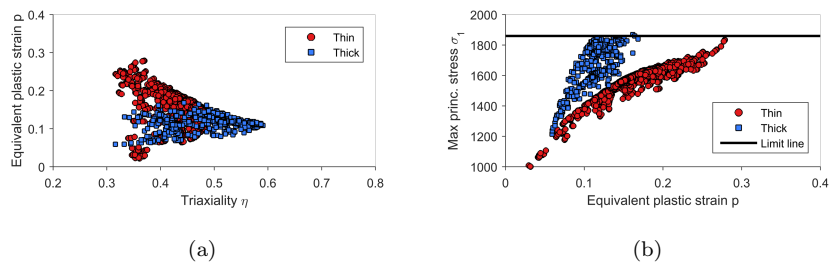 0.4
0.3
0.2
0.1
0
0.2
0.3
0.4
0.5
0.6
0.7
0.8
Equivalent plastic strain p
Triaxiality η
Thin
Thick
(a)
2000
1800
1600
1400
1200
1000
0
0.1
0.2
0.3
0.4
Max princ. stress σ1
Equivalent plastic strain p
Thin
Thick
Limit line
(b)